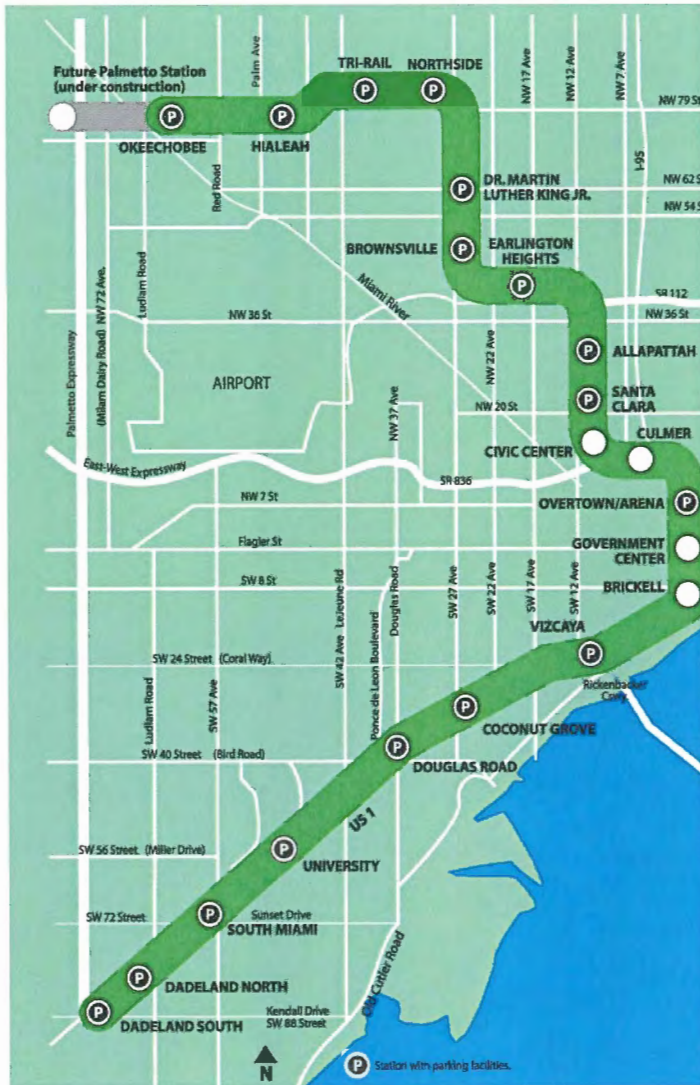 Palm Ave
TRI-RAIL
NORTHSIDE
NW 17 Ave
NW 12 Ave
NW 7 Ave
Future Palmetto Station
(under construction)
NW 79 St
OKEECHOBEE
HIALEAH
I-95
Red Road
DR. MARTIN
LUTHER KING JR.
NW 62 S
NW 54 S
BROWNSVILLE
EARLINGTON
HEIGHTS
Palmetto Expressway
(Milam Dairy Road) NW 72 Ave.
Ludlam Road
Miami River
SR 112
NW 36 St
NW 36 St
NW 22 Ave
ALLAPATTAH
AIRPORT
NW 37 Ave
SANTA
CLARA
NW 20 St
CULMER
CIVIC CENTER
East-West Expressway
SR 836
NW 7 St
OVERTOWN/ARENA
Flagler St
GOVERNMENT
CENTER
SW 8 St
BRICKELL
SW 42 Ave LeJeune Rd
Ponce de Leon Boulevard
Douglas Road
SW 27 Ave
SW 22 Ave
SW 17 Ave
SW 12 Ave
VIZCAYA
SW 24 Street (Coral Way)
Rickenbacker
Cswy.
Ludlam Road
SW 57 Ave
COCONUT GROVE
SW 40 Street (Bird Road)
DOUGLAS ROAD
US 1
SW 56 Street (Miller Drive)
UNIVERSITY
SW 72 Street
Sunset Drive
SOUTH MIAMI
DADELAND NORTH
Old Cutler Road
DADELAND SOUTH
Kendall Drive
SW 88 Street
N
P Station with parking facilities.